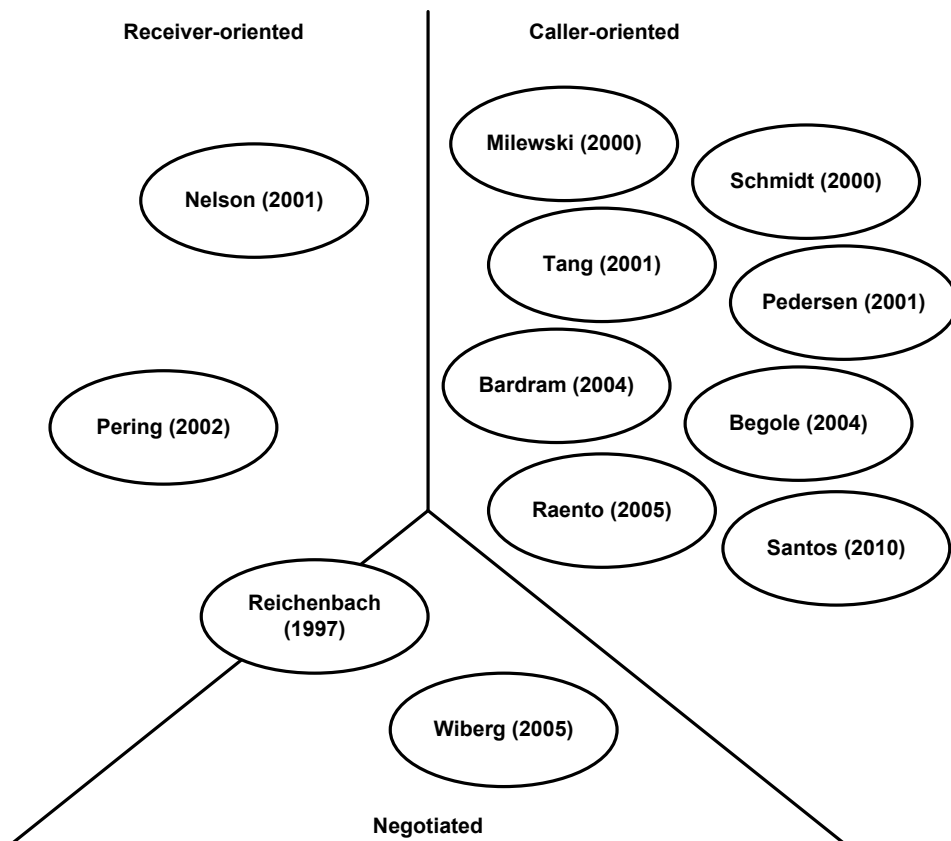 Receiver-oriented
Caller-oriented
Milewski (2000)
Schmidt (2000)
Nelson (2001)
Tang (2001)
Pedersen (2001)
Bardram (2004)
Begole (2004)
Pering (2002)
Raento (2005)
Santos (2010)
Reichenbach
(1997)
Wiberg (2005)
Negotiated